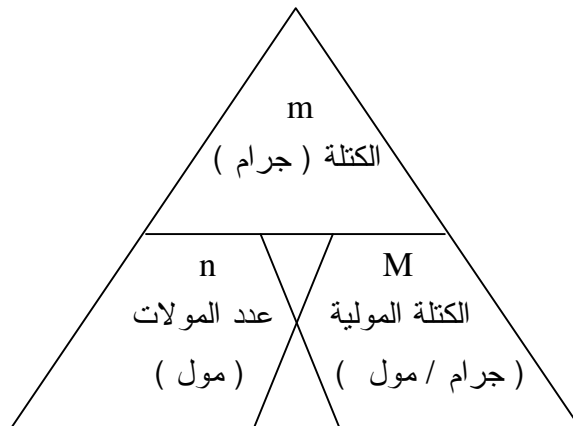 m
الكتلة ( جرام )
n
عدد المولات
( مول )
M
الكتلة المولية
( جرام / مول )